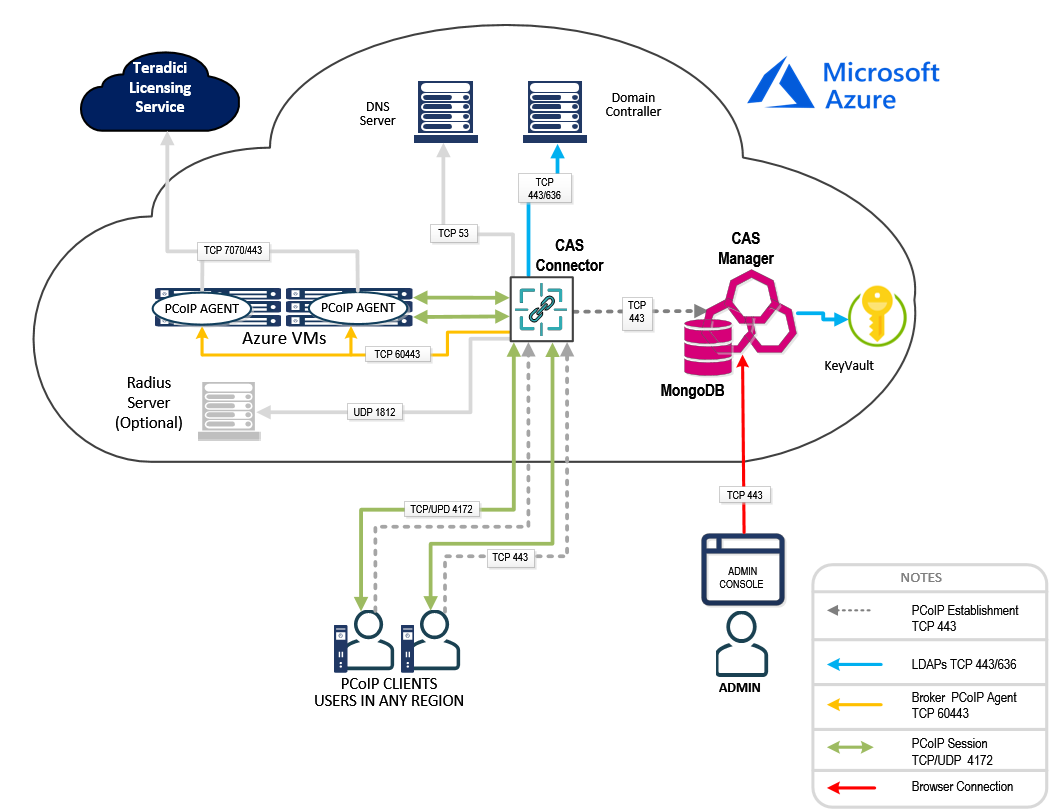 Teradici
Licensing
Service
DNS
Server
Domain
Contraller
Microsoft
Azure
TCP
443/636
TCP 53
TCP 7070/443
CAS
Connector
CAS
Manager
PCoIP AGENT
PCoIP AGENT
Azure VMs
TCP
443
TCP 60443
MongoDB
KeyVault
Radius
Server
(Optional)
UDP 1812
TCP/UPD 4172
TCP 443
TCP 443
ADMIN
CONSOLE
ADMIN
PCoIP CLIENTS
USERS IN ANY REGION
NOTES
PCoIP Establishment
TCP 443
LDAPs TCP 443/636
Broker PCoIP Agent
TCP 60443
PCoIP Session
TCP/UDP 4172
Browser Connection